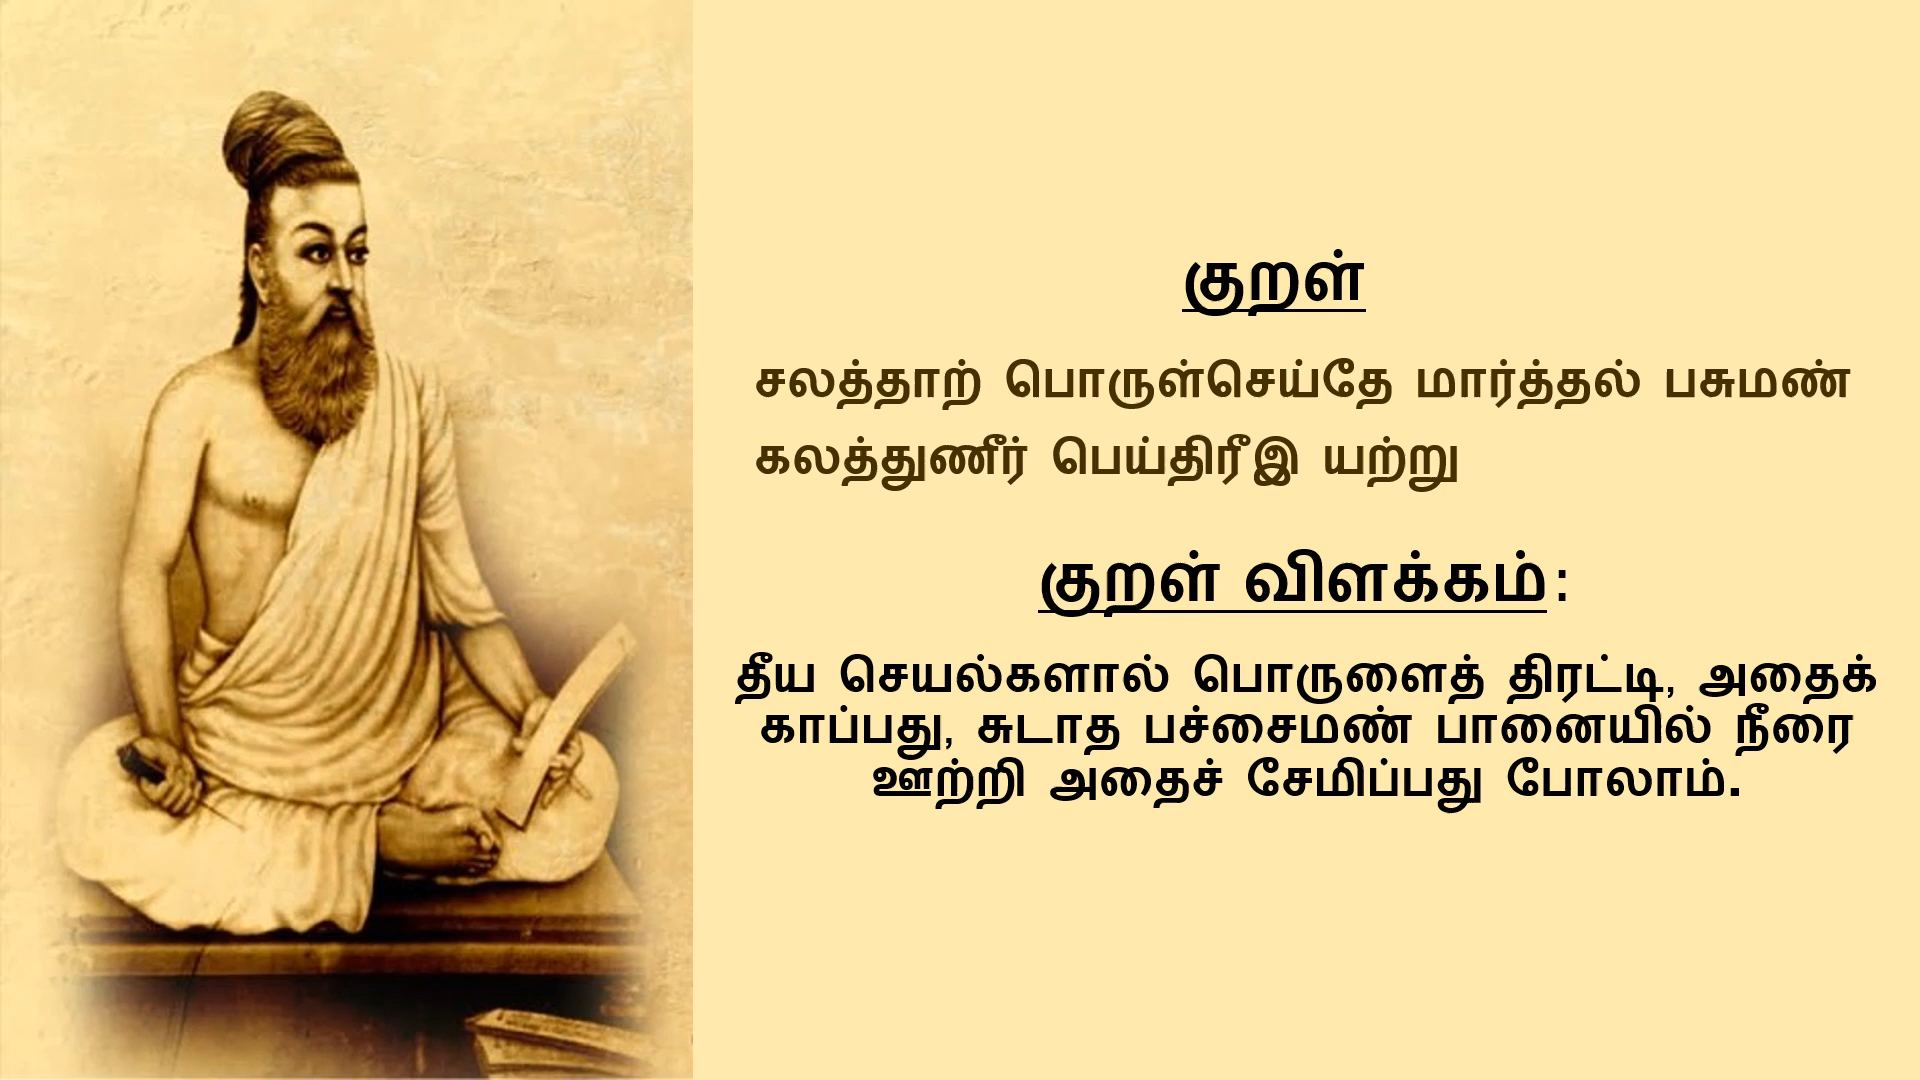 குறள்
சலத்தாற் பொருள்செய்தே மார்த்தல் பசுமண்
கலத்துணீர் பெய்திரீஇ யற்று
குறள் விளக்கம்:
தீய செயல்களால் பொருளைத் திரட்டி, அதைக்
காப்பது, சுடாத பச்சைமண் பானையில் நீரை
ஊற்றி அதைச் சேமிப்பது போலாம்.